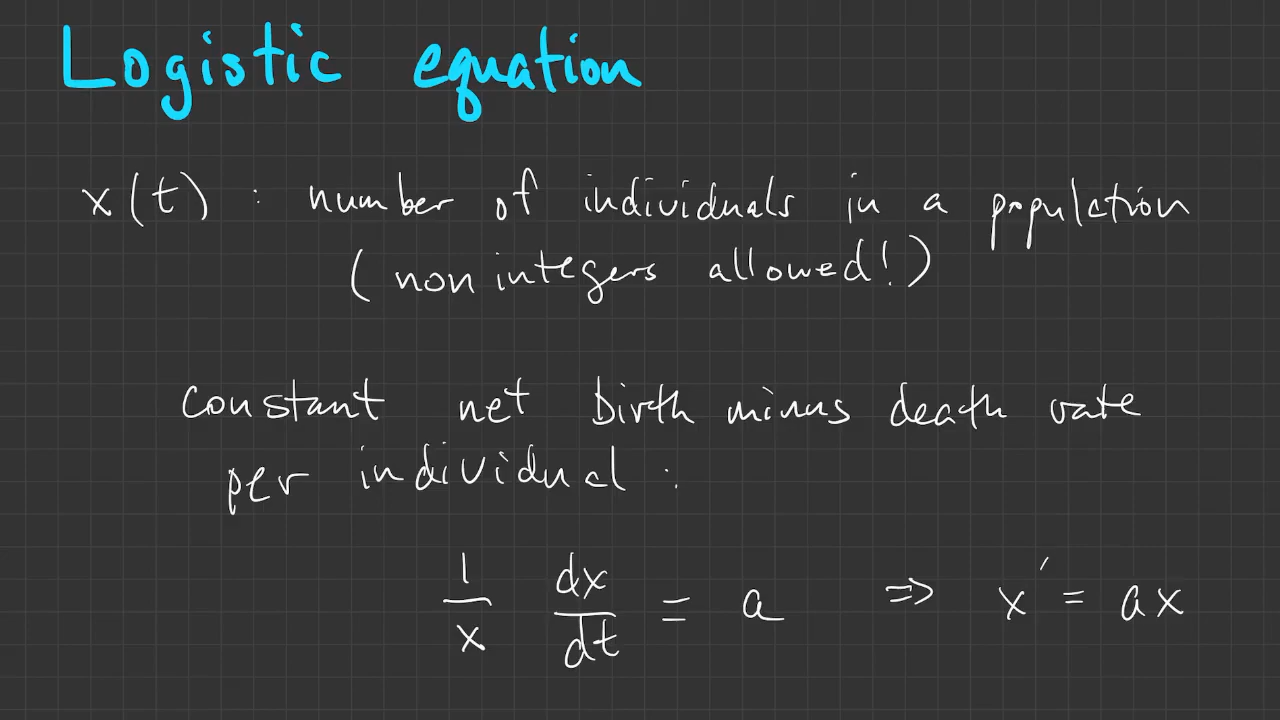 Logistic equation
x(t) : number of individuals in a population
(non integers allowed!)
constant net birth minus death rate
per individual :
1/x dx/dt = a ⇒ x' = ax